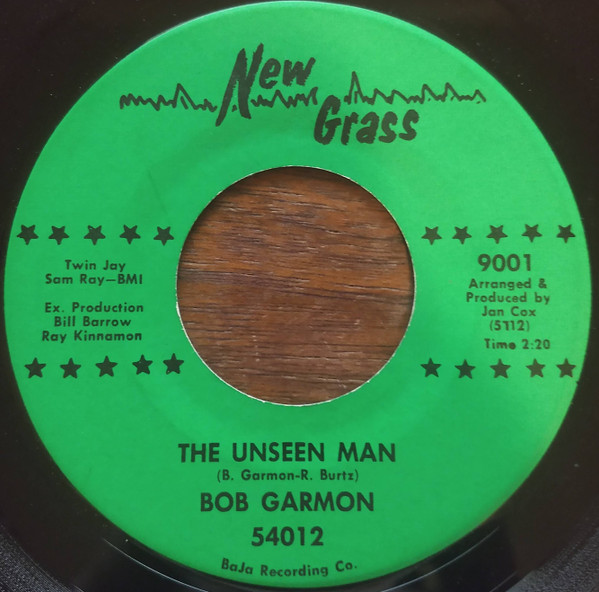 New
Grass
Twin Jay
Sam Ray—BMI
Ex. Production
Bill Barrow
Ray Kinnamon
9001
Arranged &
Produced by
Jan Cox
(5112)
Time 2:20
THE UNSEEN MAN
(B. Garmon-R. Burtz)
BOB GARMON
54012
BaJa Recording Co.